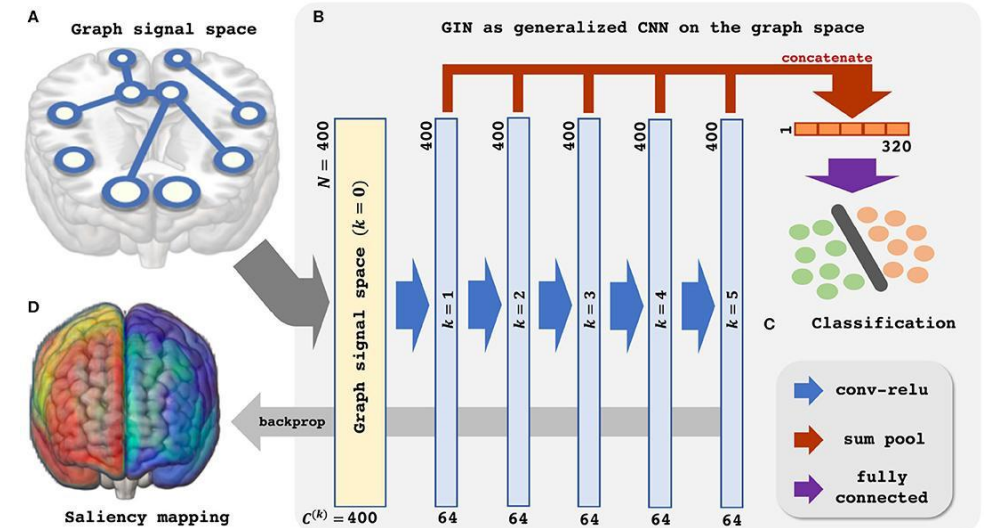 A
Graph signal space
B
GIN as generalized CNN on the graph space
concatenate
N = 400
Graph signal space (k = 0)
400
k = 1
400
k = 2
400
k = 3
400
k = 4
400
k = 5
1
320
C
Classification
conv-relu
sum pool
fully
connected
D
backprop
Saliency mapping
C^(k) = 400
64
64
64
64
64